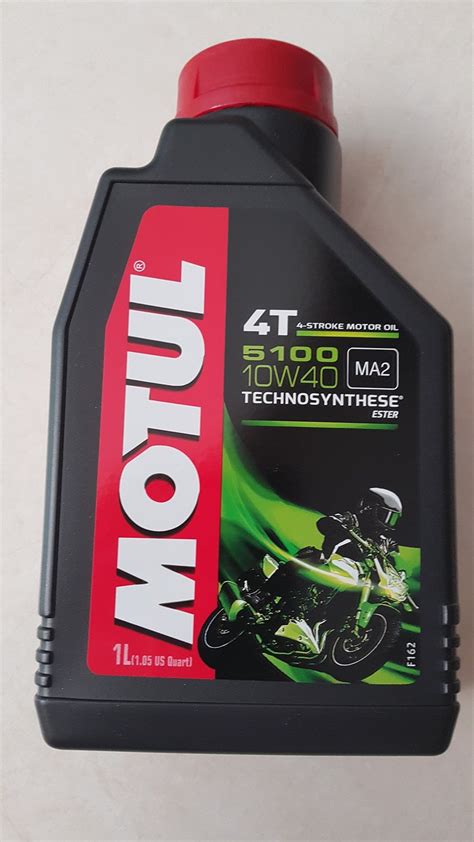 MOTUL®
4T 4-STROKE MOTOR OIL
5100
10W40 MA2
TECHNOSYNTHESE®
ESTER
1L(1.05 US Quart)
F162